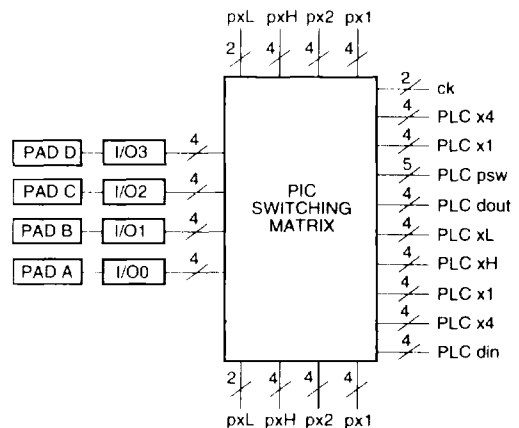 pxL pxH px2 px1
2 4 4 4
2 ck
4 PLC x4
4 PLC x1
5 PLC psw
4 PLC dout
4 PLC xL
4 PLC xH
4 PLC x1
4 PLC x4
4 PLC din
PAD D I/O3 4
PAD C I/O2 4
PAD B I/O1 4
PAD A I/O0 4
PIC
SWITCHING
MATRIX
2 4 4 4
pxL pxH px2 px1